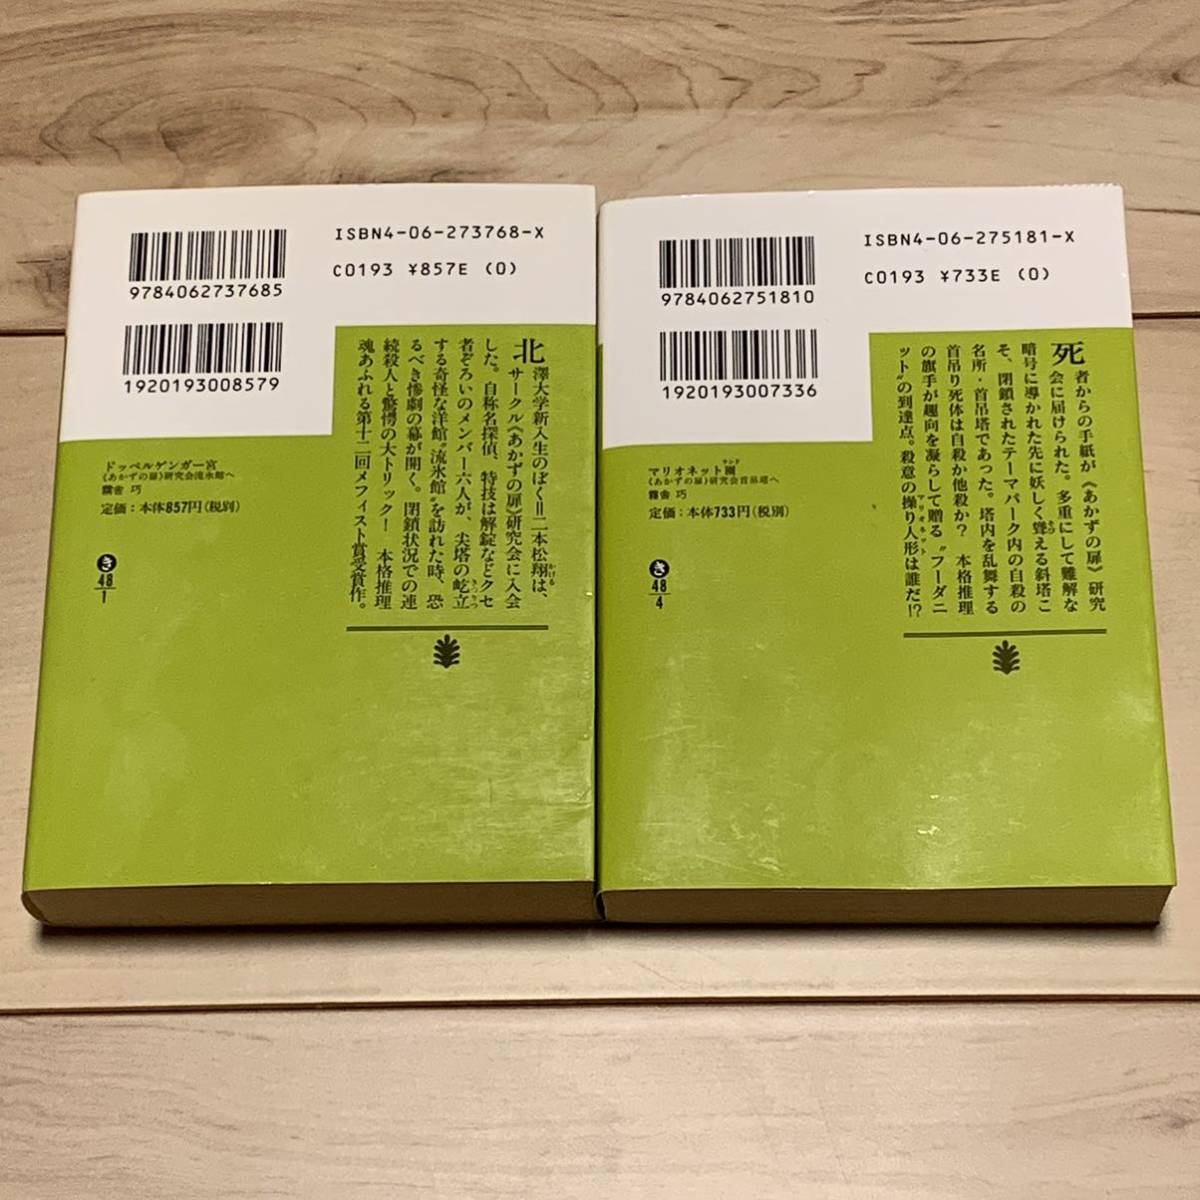 ISBN4-06-273768-X
C0193 ¥857E (0)
9784062737685
1920193008579
北澤大学新入生のぼく=二本松翔は、
サークル《あかずの扉》研究会に入会
した。自称名探偵、特技は解錠などクセ
者ぞろいのメンバー六人が、尖塔の屹立
する奇怪な洋館〝流氷館〟を訪れた時、恐
るべき惨劇の幕が開く。閉鎖状況での連
続殺人と驚愕の大トリック! 本格推理
魂あふれる第十二回メフィスト賞受賞作。
ドッペルゲンガー宮
《あかずの扉》研究会流氷館へ
霧舎 巧
定価:本体857円(税別)
き
48
1
ISBN4-06-275181-X
C0193 ¥733E (0)
9784062751810
1920193007336
死者からの手紙が《あかずの扉》研究
会に届けられた。多重にして難解な
暗号に導かれた先に妖しく聳える斜塔こ
そ、閉鎖されたテーマパーク内の自殺の
名所・首吊塔であった。塔内を乱舞する
首吊り死体は自殺か他殺か? 本格推理
の旗手が趣向を凝らして贈る〝フーダニ
ット〟の到達点。殺意の操り人形は誰だ!?
マリオネット園
《あかずの扉》研究会首吊塔へ
霧舎 巧
定価:本体733円(税別)
き
48
4